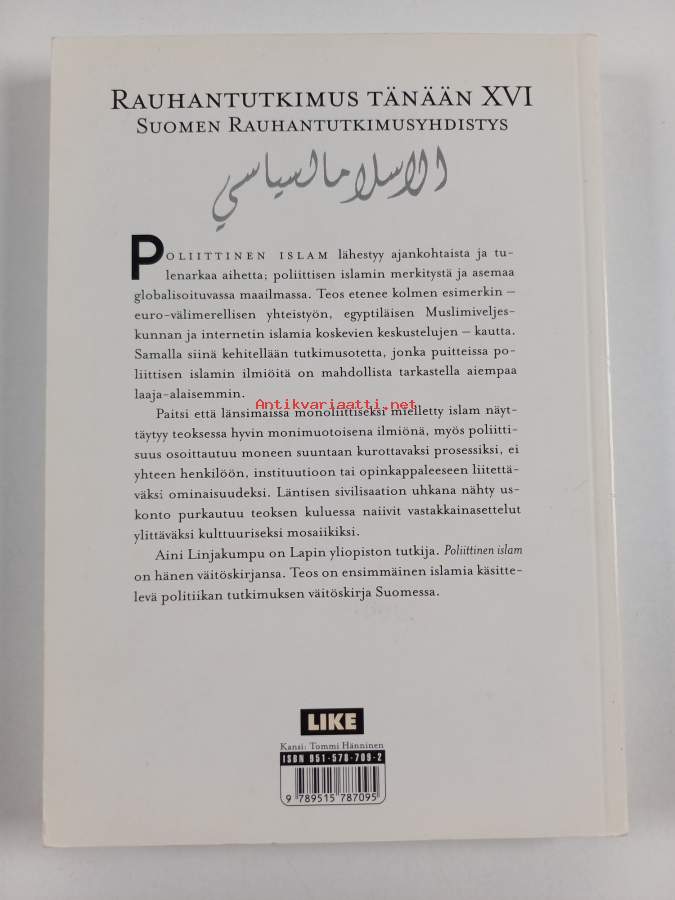 RAUHANTUTKIMUS TÄNÄÄN XVI
SUOMEN RAUHANTUTKIMUSYHDISTYS
الاسلام السياسي
POLIITTINEN ISLAM lähestyy ajankohtaista ja tu-
lenarkaa aihetta; poliittisen islamin merkitystä ja asemaa
globalisoituvassa maailmassa. Teos etenee kolmen esimerkin –
euro-välimerellisen yhteistyön, egyptiläisen Muslimiveljes-
kunnan ja internetin islamia koskevien keskustelujen – kautta.
Samalla siinä kehitellään tutkimusotetta, jonka puitteissa po-
liittisen islamin ilmiöitä on mahdollista tarkastella aiempaa
laaja-alaisemmin.
Antikvariaatti.net
Paitsi että länsimaissa monoliittiseksi mielletty islam näyt-
täytyy teoksessa hyvin monimuotoisena ilmiönä, myös poliitti-
suus osoittautuu moneen suuntaan kurottavaksi prosessiksi, ei
yhteen henkilöön, instituutioon tai opinkappaleeseen liitettä-
väksi ominaisuudeksi. Läntisen sivilisaation uhkana nähty us-
konto purkautuu teoksen kuluessa naiivit vastakkainasettelut
ylittäväksi kulttuuriseksi mosaiikiksi.
Aini Linjakumpu on Lapin yliopiston tutkija. Poliittinen islam
on hänen väitöskirjansa. Teos on ensimmäinen islamia käsitte-
levä politiikan tutkimuksen väitöskirja Suomessa.
LIKE
Kansi: Tommi Hänninen
ISBN 951-578-709-2
9 789515 787095